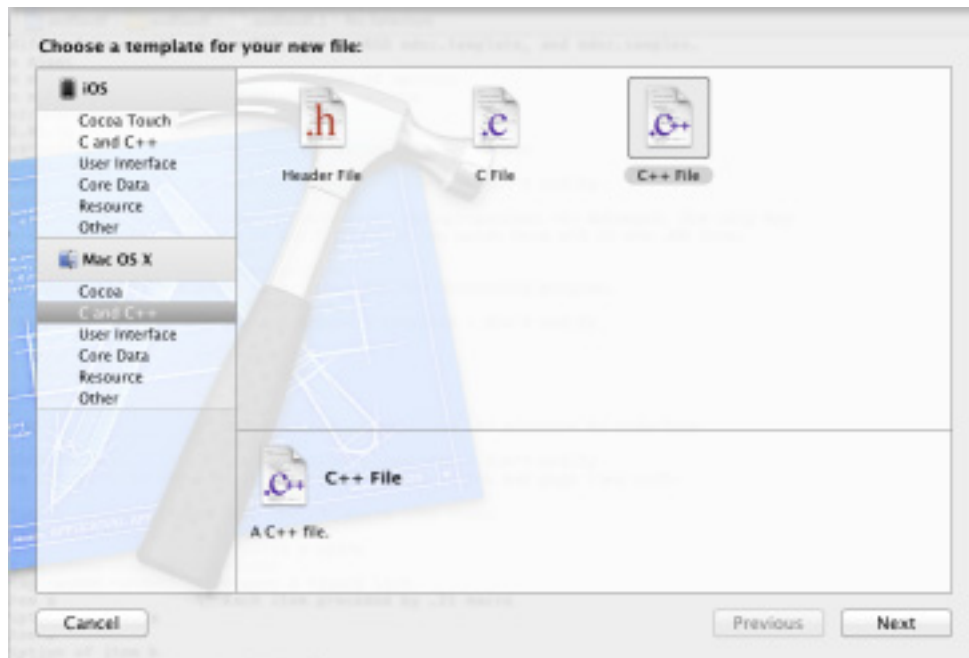 Choose a template for your new file:
iOS
Cocoa Touch
C and C++
User Interface
Core Data
Resource
Other
Mac OS X
Cocoa
C and C++
User Interface
Core Data
Resource
Other
.h
Header File
.c
C File
.c++
C++ File
.c++
C++ File
A C++ file.
Cancel
Previous
Next